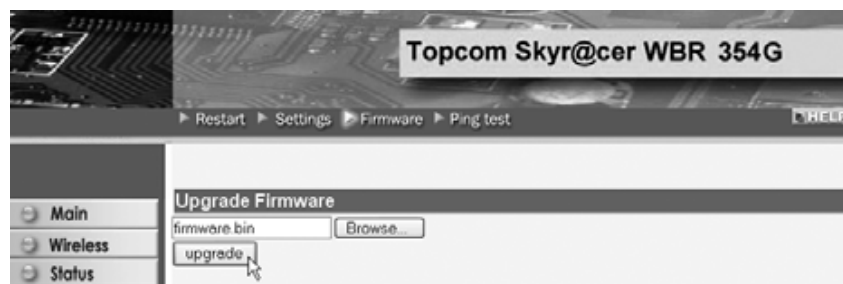 Topcom Skyr@cer WBR 354G
Restart Settings Firmware Ping test HELP
Upgrade Firmware
firmware.bin Browse...
upgrade
Main
Wireless
Status